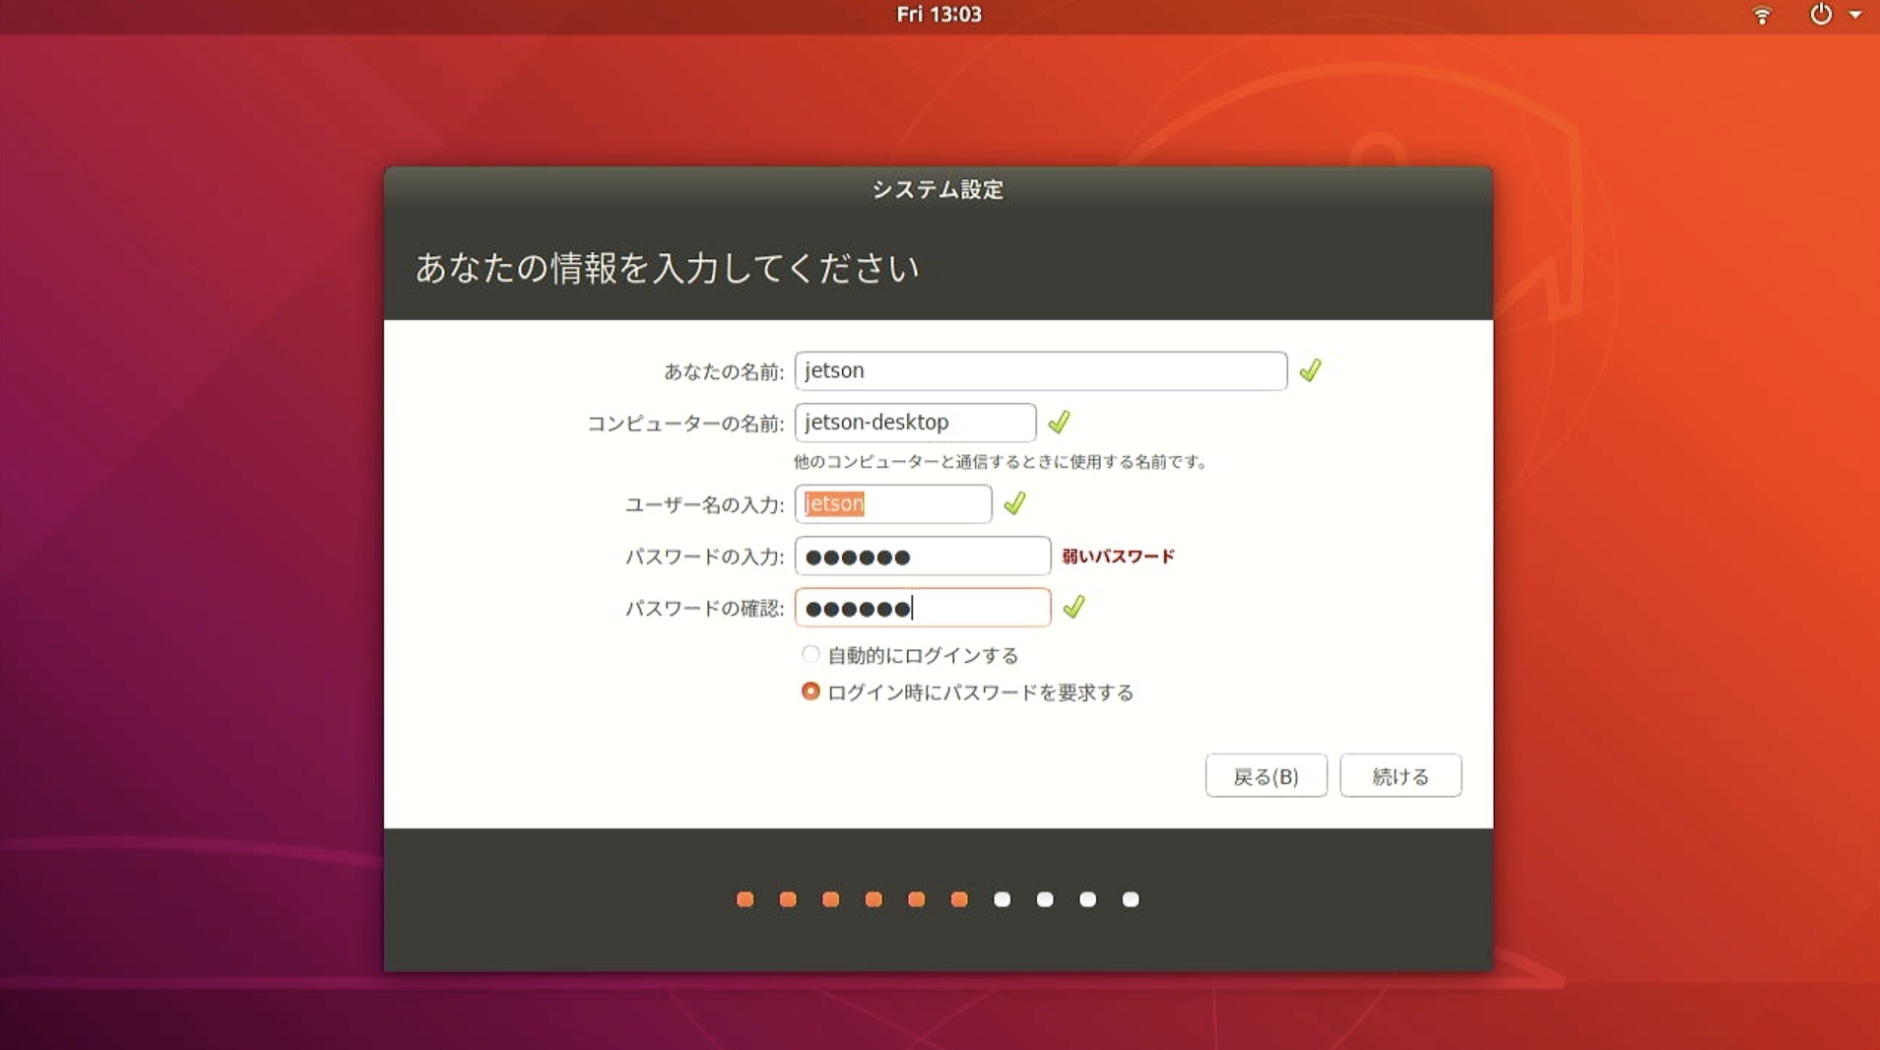 Fri 13:03
システム設定
あなたの情報を入力してください
あなたの名前: jetson
コンピューターの名前: jetson-desktop
他のコンピューターと通信するときに使用する名前です。
ユーザー名の入力: jetson
パスワードの入力: ●●●●●● 弱いパスワード
パスワードの確認: ●●●●●●
自動的にログインする
ログイン時にパスワードを要求する
戻る(B) 続ける